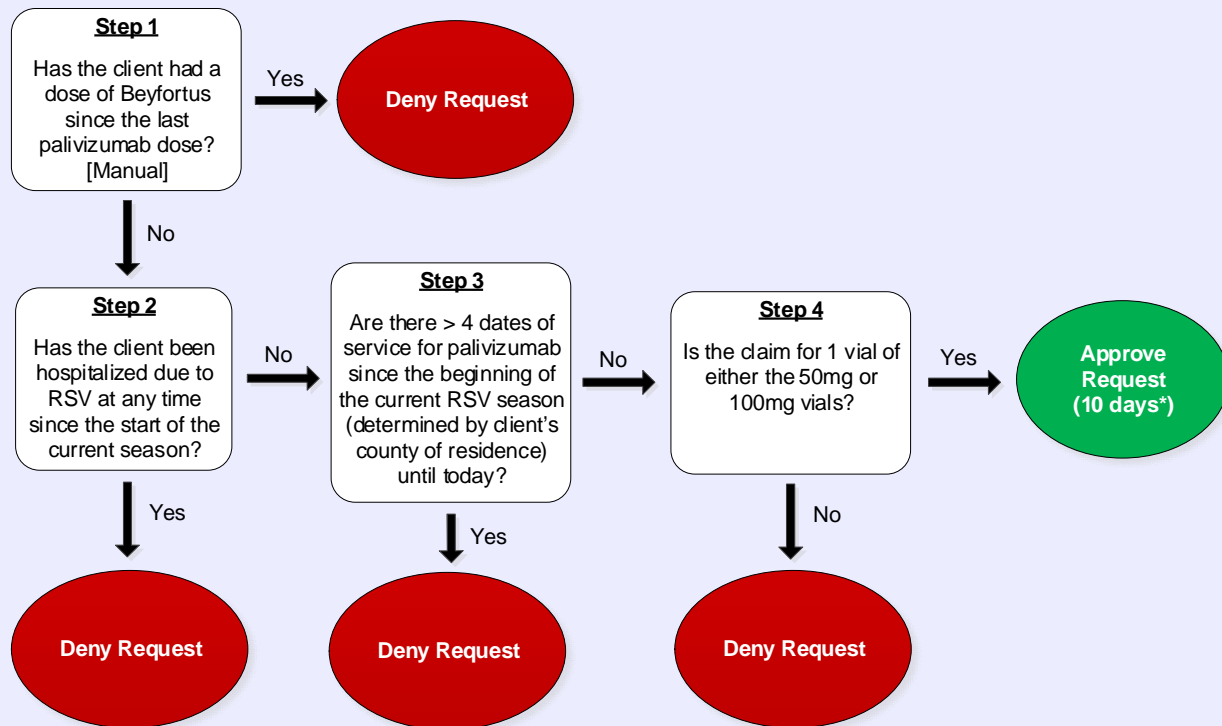 Step 1
Has the client had a
dose of Beyfortus
since the last
palivizumab dose?
[Manual]
Yes
Deny Request
No
Step 2
Has the client been
hospitalized due to
RSV at any time
since the start of the
current season?
No
Step 3
Are there > 4 dates of
service for palivizumab
since the beginning of
the current RSV season
(determined by client's
county of residence)
until today?
No
Step 4
Is the claim for 1 vial of
either the 50mg or
100mg vials?
Yes
Approve
Request
(10 days*)
Yes
Deny Request
Yes
Deny Request
No
Deny Request